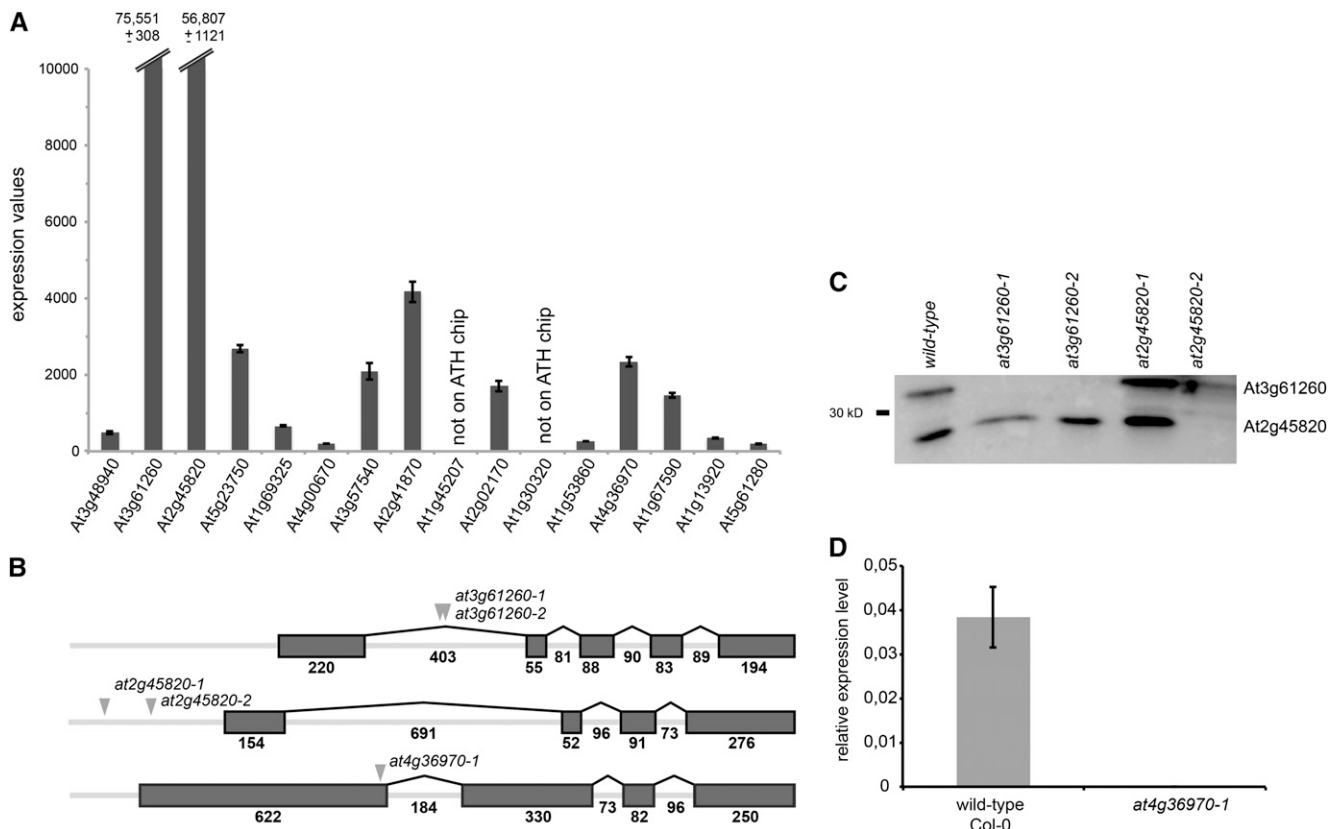 A
75,551
± 308
56,807
± 1121
10000
8000
6000
4000
2000
0
expression values
not on ATH chip
not on ATH chip
At3g48940
At3g61260
At2g45820
At5g23750
At1g69325
At4g00670
At3g57540
At2g41870
At1g45207
At2g02170
At1g30320
At1g53860
At4g36970
At1g67590
At1g13920
At5g61280
B
at3g61260-1
at3g61260-2
220 403 55 81 88 90 83 89 194
at2g45820-1
at2g45820-2
154 691 52 96 91 73 276
at4g36970-1
622 184 330 73 82 96 250
C
wild-type
at3g61260-1
at3g61260-2
at2g45820-1
at2g45820-2
30 kD
At3g61260
At2g45820
D
relative expression level
0,05
0,04
0,03
0,02
0,01
0
wild-type
Col-0
at4g36970-1